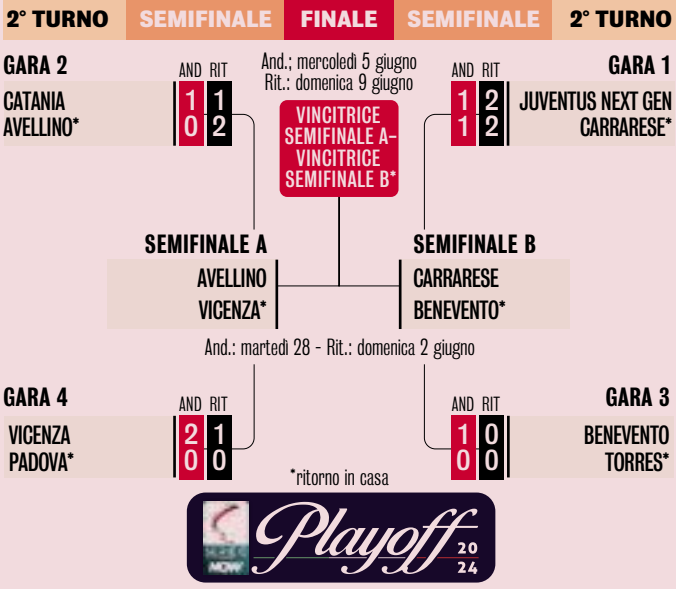 2° TURNO SEMIFINALE FINALE SEMIFINALE 2° TURNO
GARA 2
AND RIT
CATANIA 1 1
AVELLINO* 0 2
And.; mercoledì 5 giugno
Rit.: domenica 9 giugno
VINCITRICE
SEMIFINALE A–
VINCITRICE
SEMIFINALE B*
GARA 1
AND RIT
1 2 JUVENTUS NEXT GEN
1 2 CARRARESE*
SEMIFINALE A
AVELLINO
VICENZA*
SEMIFINALE B
CARRARESE
BENEVENTO*
And.: martedì 28 - Rit.: domenica 2 giugno
GARA 4
AND RIT
VICENZA 2 1
PADOVA* 0 0
GARA 3
AND RIT
1 0 BENEVENTO
0 0 TORRES*
*ritorno in casa
NOW
Playoff
20
24